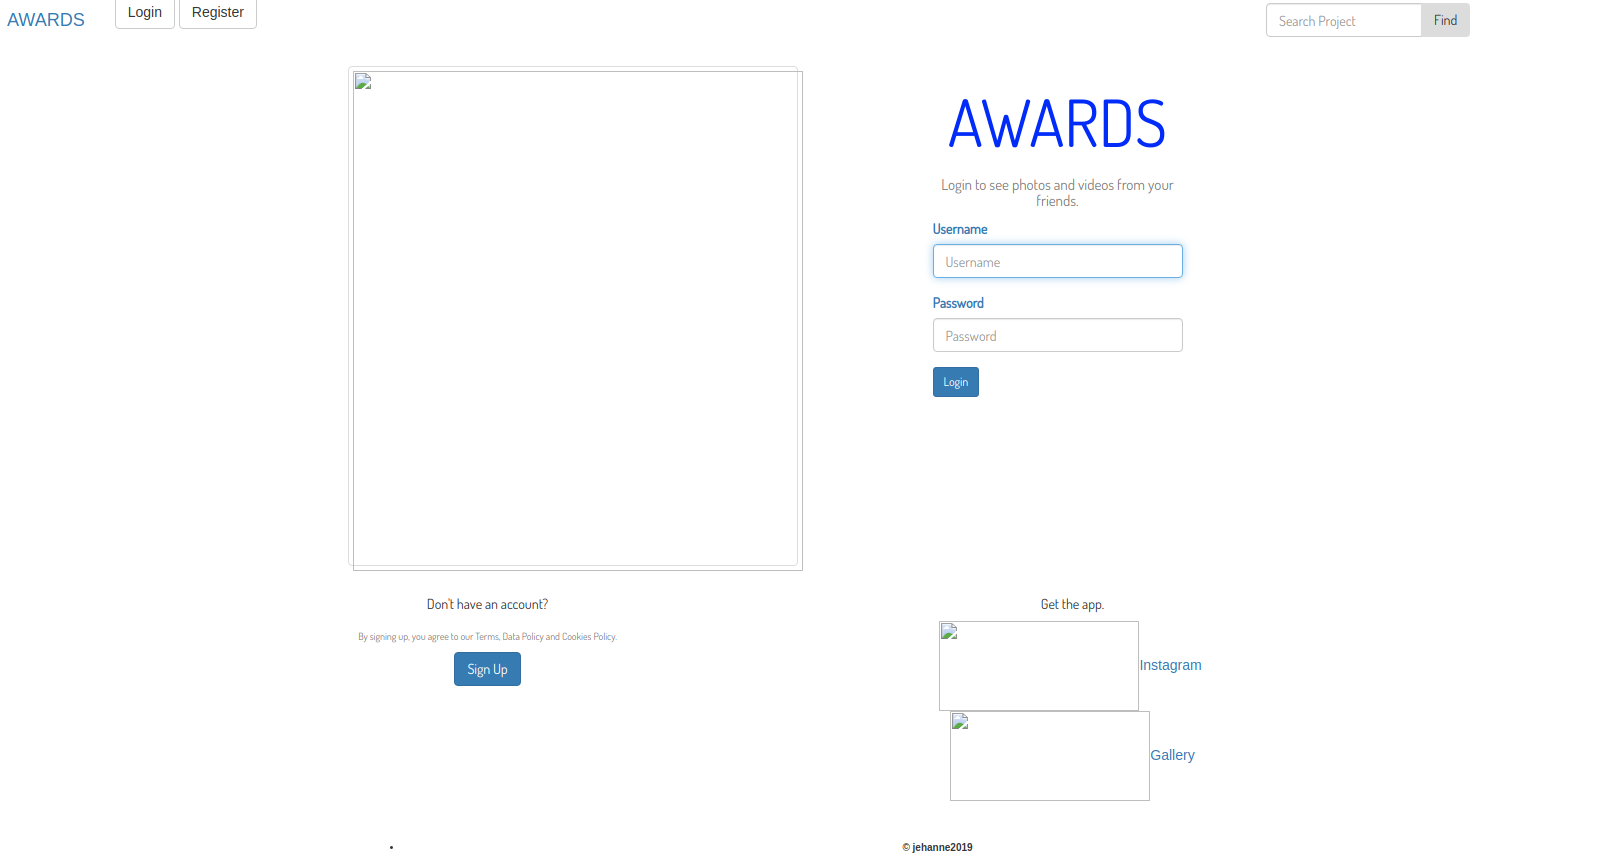 AWARDS
Login
Register
Search Project
Find
AWARDS
Login to see photos and videos from your
friends.
Username
Username
Password
Password
Login
Don't have an account?
By signing up, you agree to our Terms, Data Policy and Cookies Policy.
Sign Up
Get the app.
Instagram
Gallery
© jehanne2019